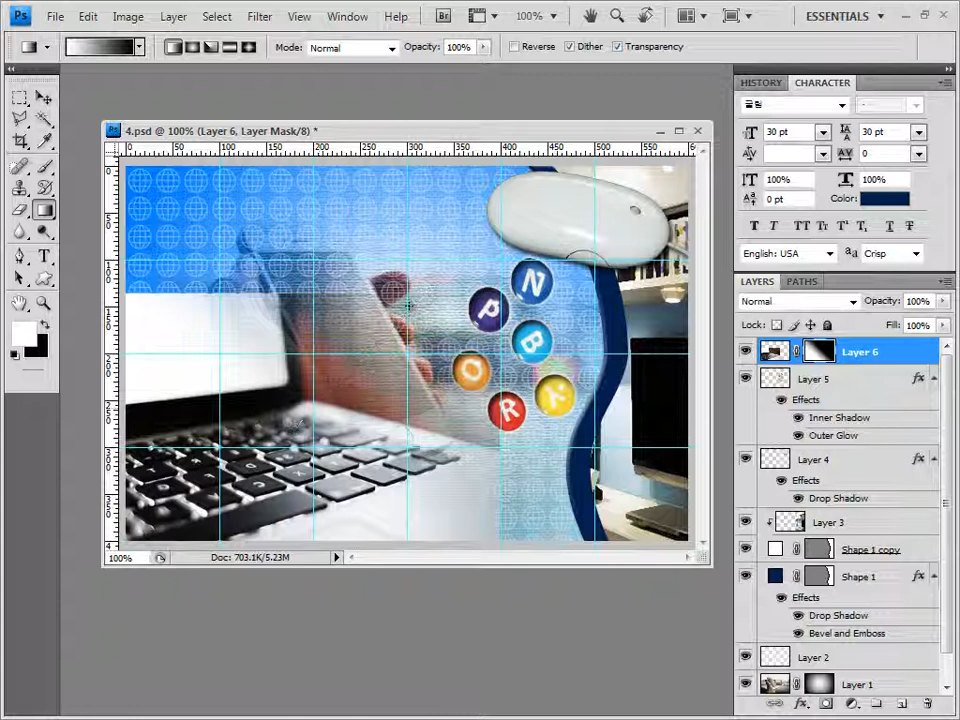 Ps File Edit Image Layer Select Filter View Window Help Br 100% ESSENTIALS
Mode: Normal Opacity: 100% Reverse Dither Transparency
HISTORY CHARACTER
돋움
30 pt 30 pt
0
100% 100%
0 pt Color:
T T TT Tr T¹ T₁ T T
English: USA aa Crisp
LAYERS PATHS
Normal Opacity: 100%
Lock: Fill: 100%
Layer 6
Layer 5 fx
Effects
Inner Shadow
Outer Glow
Layer 4 fx
Effects
Drop Shadow
Layer 3
Shape 1 copy
Shape 1 fx
Effects
Drop Shadow
Bevel and Emboss
Layer 2
Layer 1
4.psd @ 100% (Layer 6, Layer Mask/8) *
0 50 100 150 200 250 300 350 400 450 500 550
N
P
B
O
K
R
100% Doc: 703.1K/5.23M